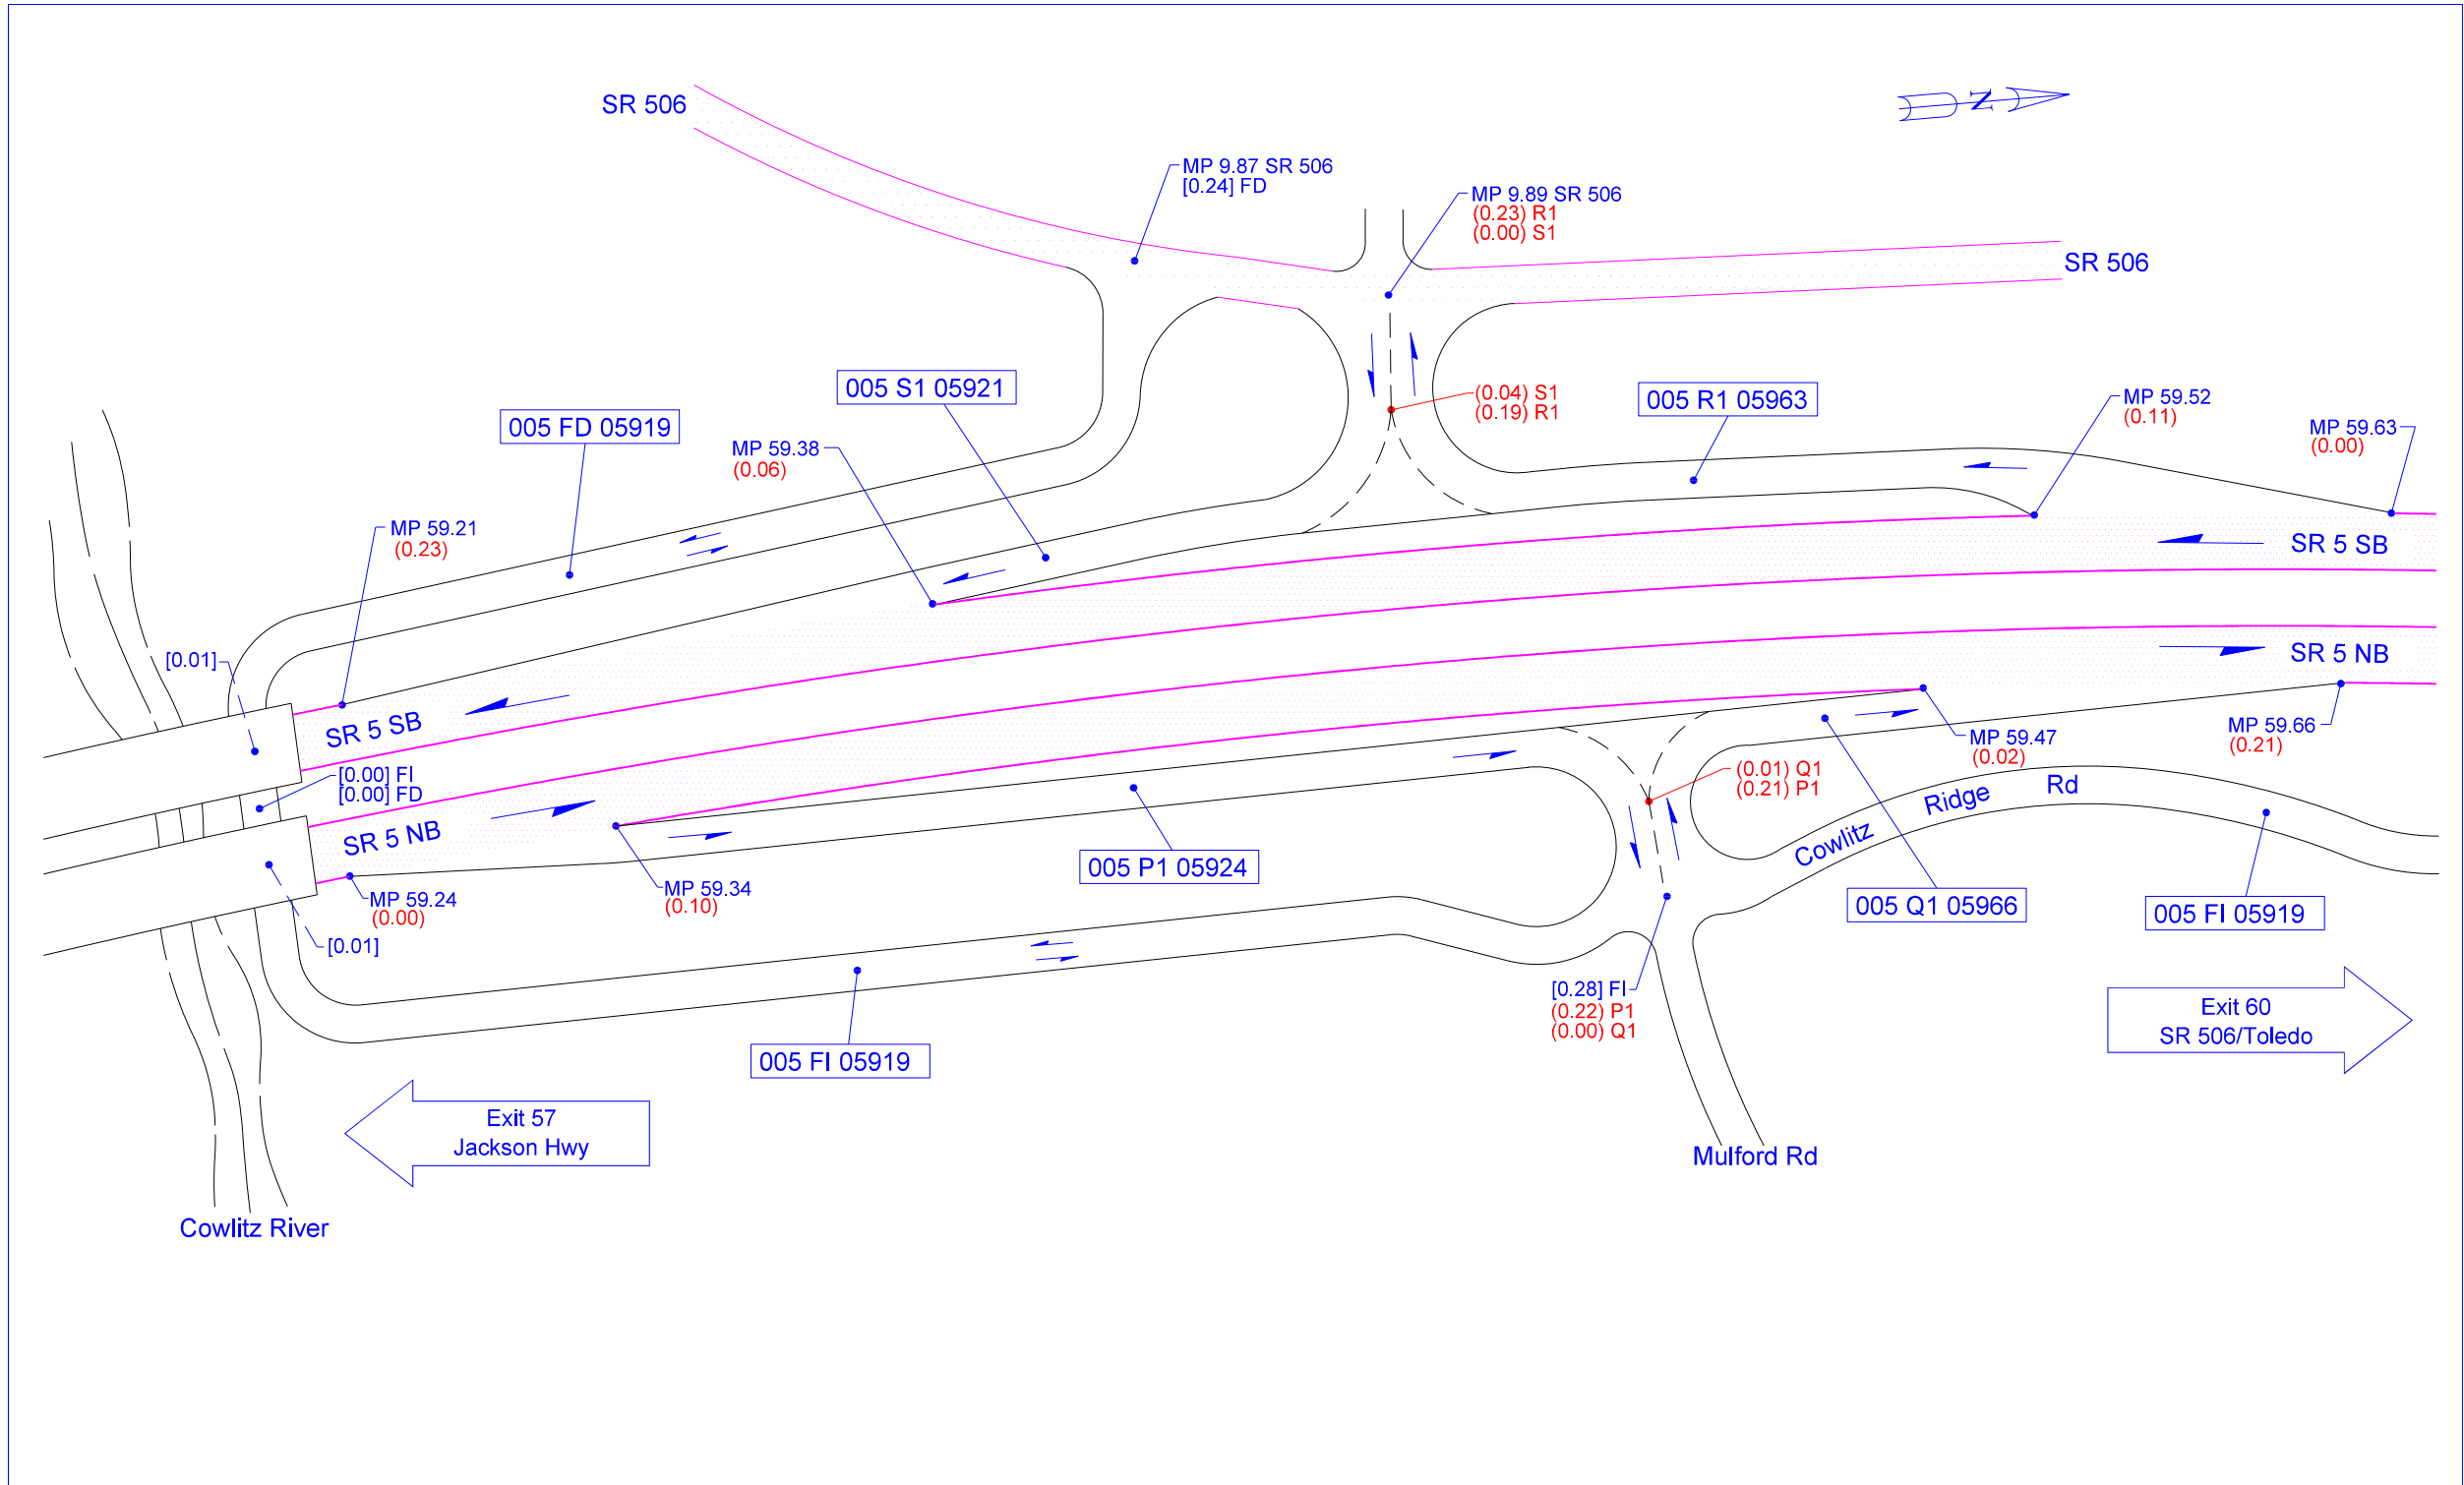 SR 506
MP 9.87 SR 506
[0.24] FD
MP 9.89 SR 506
(0.23) R1
(0.00) S1
N
SR 506
005 S1 05921
005 FD 05919
(0.04) S1
(0.19) R1
005 R1 05963
MP 59.52
(0.11)
MP 59.63
(0.00)
MP 59.38
(0.06)
MP 59.21
(0.23)
SR 5 SB
[0.01]
SR 5 NB
SR 5 SB
MP 59.47
(0.02)
MP 59.66
(0.21)
[0.00] FI
[0.00] FD
(0.01) Q1
(0.21) P1
Cowlitz Ridge Rd
SR 5 NB
005 P1 05924
MP 59.34
(0.10)
MP 59.24
(0.00)
005 Q1 05966
005 FI 05919
[0.01]
[0.28] FI
(0.22) P1
(0.00) Q1
Exit 60
SR 506/Toledo
005 FI 05919
Exit 57
Jackson Hwy
Mulford Rd
Cowlitz River